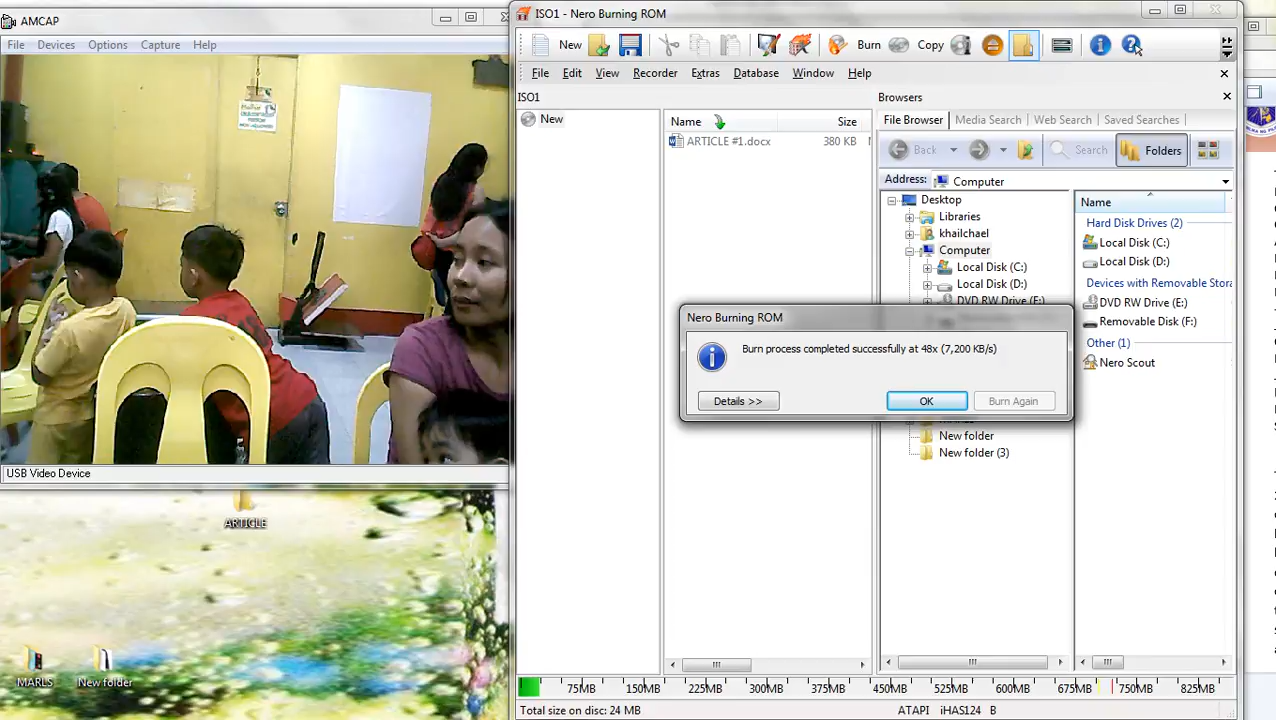 AMCAP
File Devices Options Capture Help
USB Video Device
ARTICLE
MARLS
New folder
ISO1 - Nero Burning ROM
New Burn Copy
File Edit View Recorder Extras Database Window Help
ISO1
New
Name Size
ARTICLE #1.docx 380 KB
Browsers
File Browser Media Search Web Search Saved Searches
Back Search Folders
Address: Computer
Desktop
Libraries
khailchael
Computer
Local Disk (C:)
Local Disk (D:)
DVD RW Drive (E:)
New folder
New folder (3)
Name
Hard Disk Drives (2)
Local Disk (C:)
Local Disk (D:)
Devices with Removable Stora
DVD RW Drive (E:)
Removable Disk (F:)
Other (1)
Nero Scout
Nero Burning ROM
Burn process completed successfully at 48x (7,200 KB/s)
Details >> OK Burn Again
75MB 150MB 225MB 300MB 375MB 450MB 525MB 600MB 675MB 750MB 825MB
Total size on disc: 24 MB ATAPI iHAS124 B